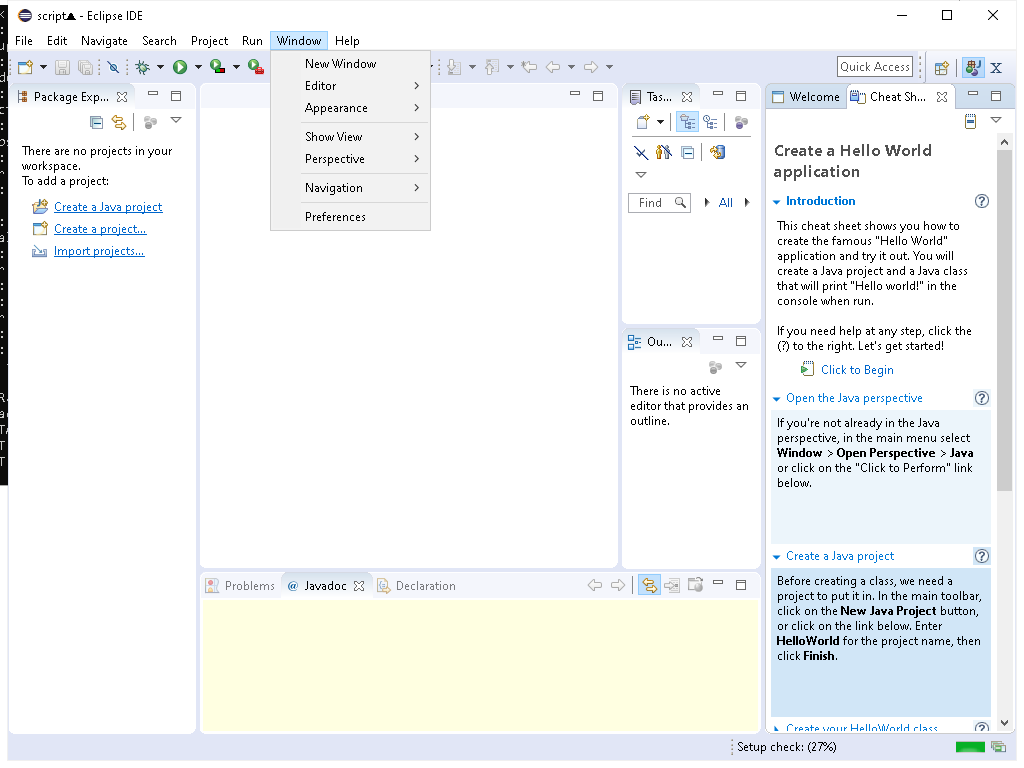 script▲ - Eclipse IDE
File Edit Navigate Search Project Run Window Help
Quick Access
New Window
Editor
Appearance
Show View
Perspective
Navigation
Preferences
Package Exp...
There are no projects in your
workspace.
To add a project:
Create a Java project
Create a project...
Import projects...
Tas...
Find
All
Ou...
There is no active
editor that provides an
outline.
Welcome Cheat Sh...
Create a Hello World
application
Introduction
This cheat sheet shows you how to
create the famous "Hello World"
application and try it out. You will
create a Java project and a Java class
that will print "Hello world!" in the
console when run.
If you need help at any step, click the
(?) to the right. Let's get started!
Click to Begin
Open the Java perspective
If you're not already in the Java
perspective, in the main menu select
Window > Open Perspective > Java
or click on the "Click to Perform" link
below.
Create a Java project
Before creating a class, we need a
project to put it in. In the main toolbar,
click on the New Java Project button,
or click on the link below. Enter
HelloWorld for the project name, then
click Finish.
Create your HelloWorld class
Problems @ Javadoc Declaration
Setup check: (27%)